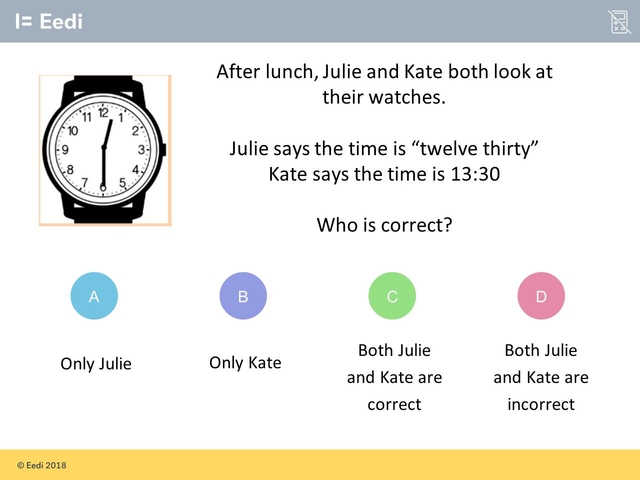 I= Eedi
After lunch, Julie and Kate both look at
their watches.
Julie says the time is “twelve thirty”
Kate says the time is 13:30
Who is correct?
12
1
2
3
4
5
6
7
8
9
10
11
A
B
C
D
Only Julie
Only Kate
Both Julie
and Kate are
correct
Both Julie
and Kate are
incorrect
© Eedi 2018